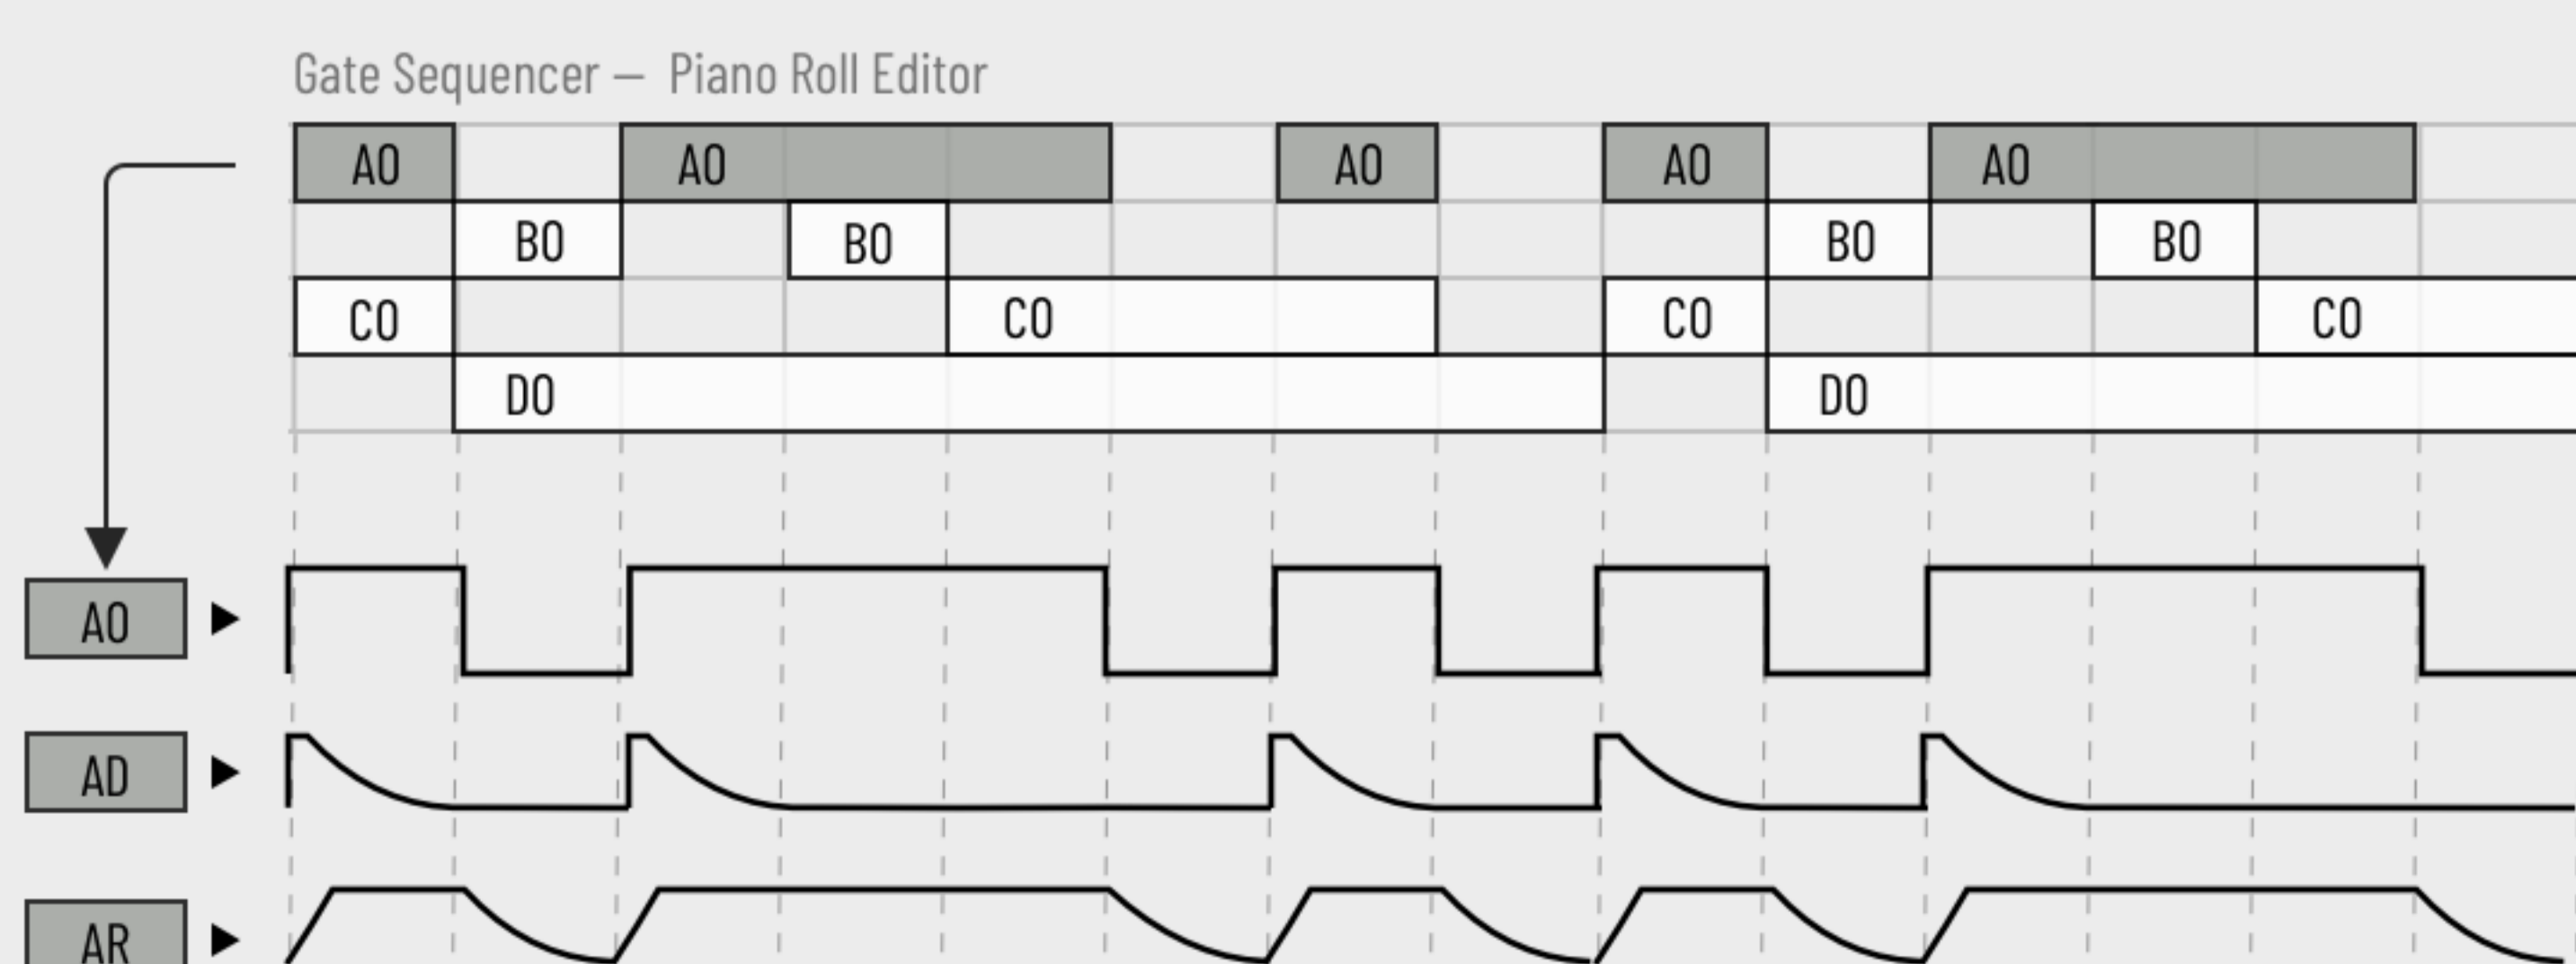 Gate Sequencer — Piano Roll Editor
A0 A0 A0 A0 A0
B0 B0 B0 B0
C0 C0 C0 C0
D0 D0
A0
AD
AR